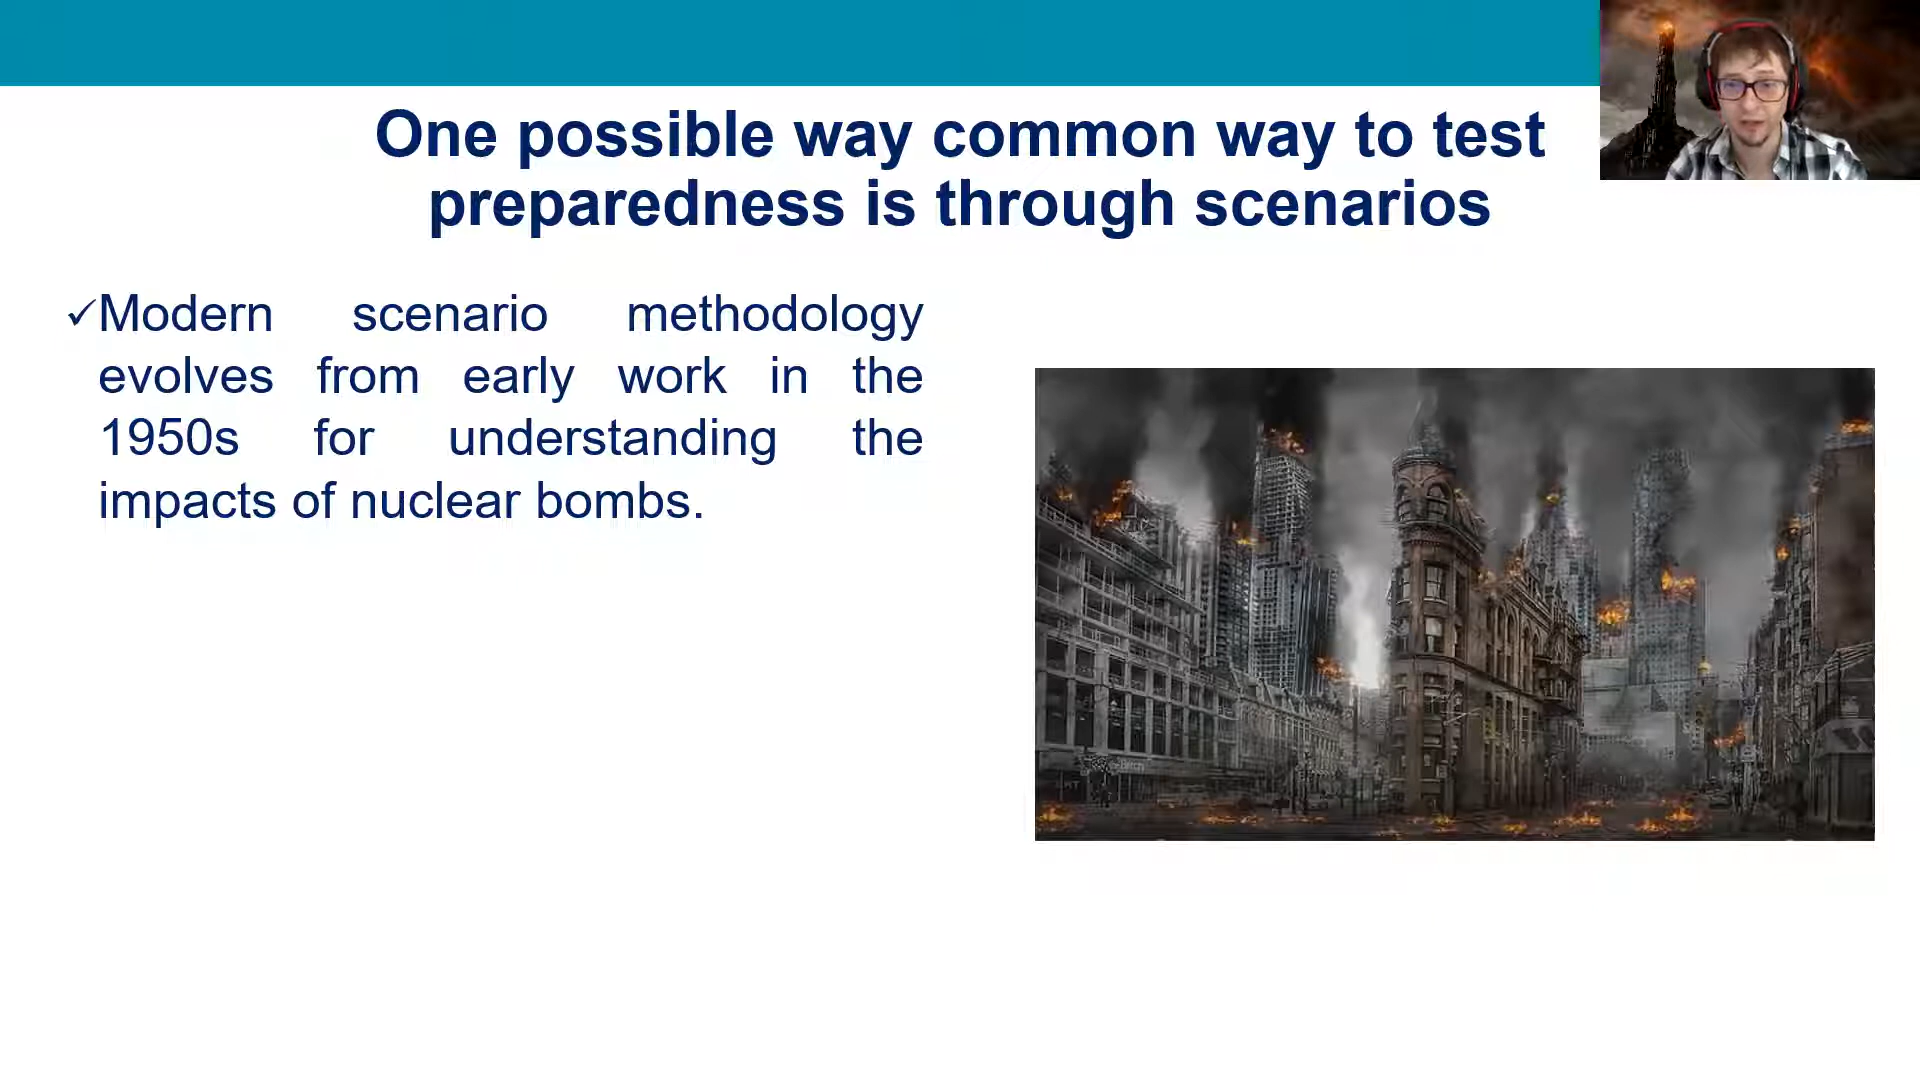 One possible way common way to test
preparedness is through scenarios
✓Modern scenario methodology
evolves from early work in the
1950s for understanding the
impacts of nuclear bombs.